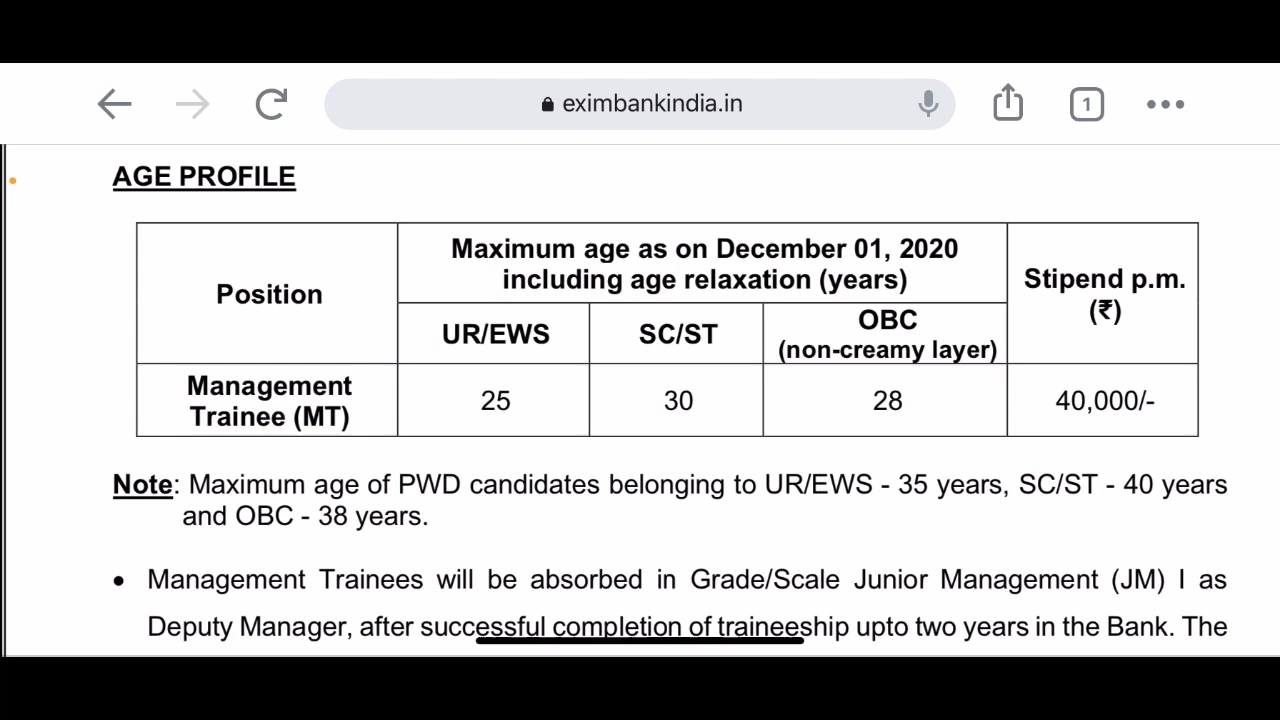 eximbankindia.in
1
AGE PROFILE
Position
Maximum age as on December 01, 2020
including age relaxation (years)
Stipend p.m.
(₹)
UR/EWS
SC/ST
OBC
(non-creamy layer)
Management
Trainee (MT)
25
30
28
40,000/-
Note: Maximum age of PWD candidates belonging to UR/EWS - 35 years, SC/ST - 40 years
and OBC - 38 years.
• Management Trainees will be absorbed in Grade/Scale Junior Management (JM) I as
Deputy Manager, after successful completion of traineeship upto two years in the Bank. The